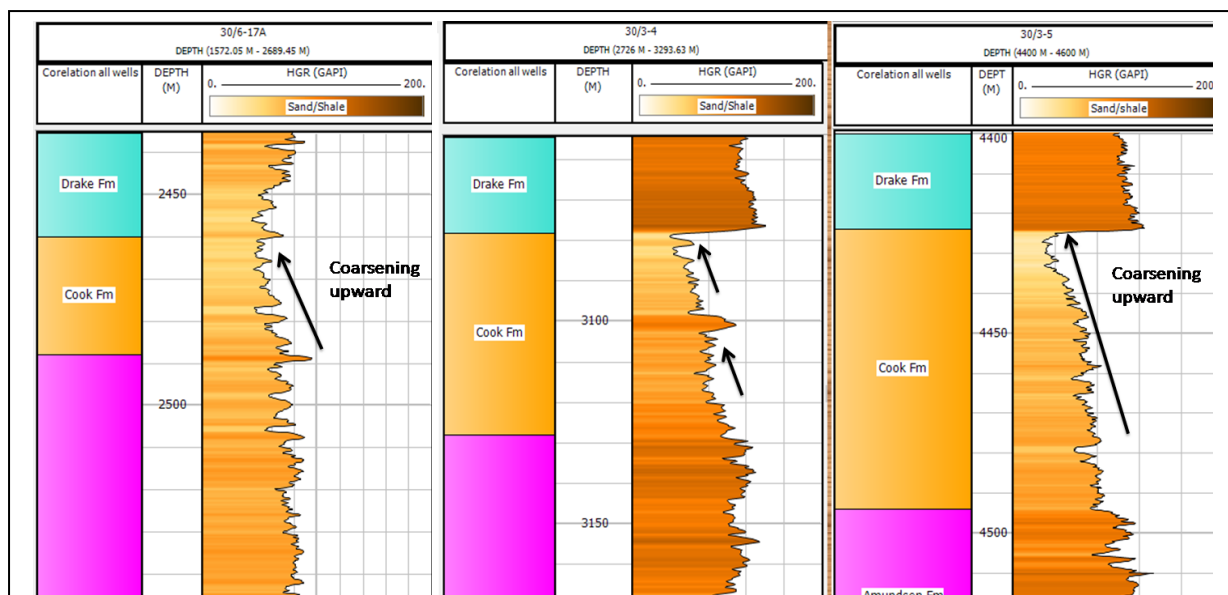 30/6-17A
DEPTH (1572.05 M - 2689.45 M)
Corelation all wells
DEPTH
(M)
HGR (GAPI)
0.
200.
Sand/Shale
Drake Fm
Cook Fm
2450
2500
Coarsening
upward
30/3-4
DEPTH (2726 M - 3293.63 M)
Corelation all wells
DEPTH
(M)
HGR (GAPI)
0.
200.
Sand/Shale
Drake Fm
Cook Fm
3100
3150
30/3-5
DEPTH (4400 M - 4600 M)
Corelation all wells
DEPT
(M)
HGR (GAPI)
0.
200
Sand/shale
Drake Fm
Cook Fm
Amundsen Fm
4400
4450
4500
Coarsening
upward